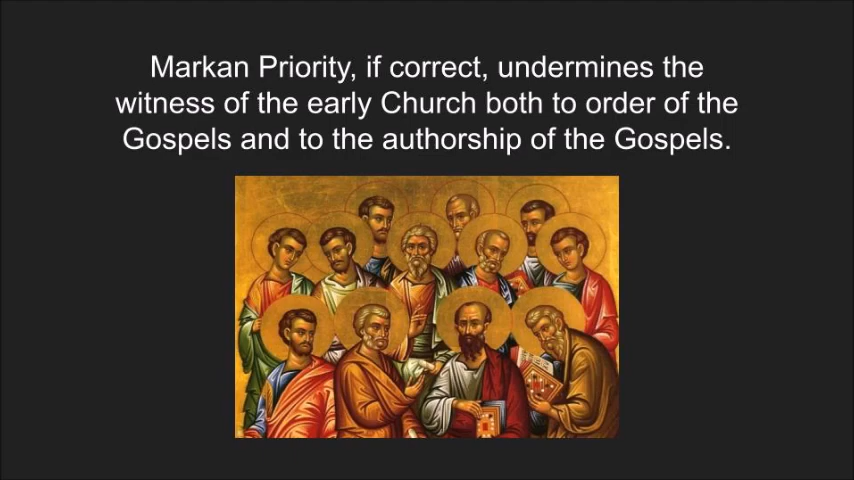 Markan Priority, if correct, undermines the
witness of the early Church both to order of the
Gospels and to the authorship of the Gospels.